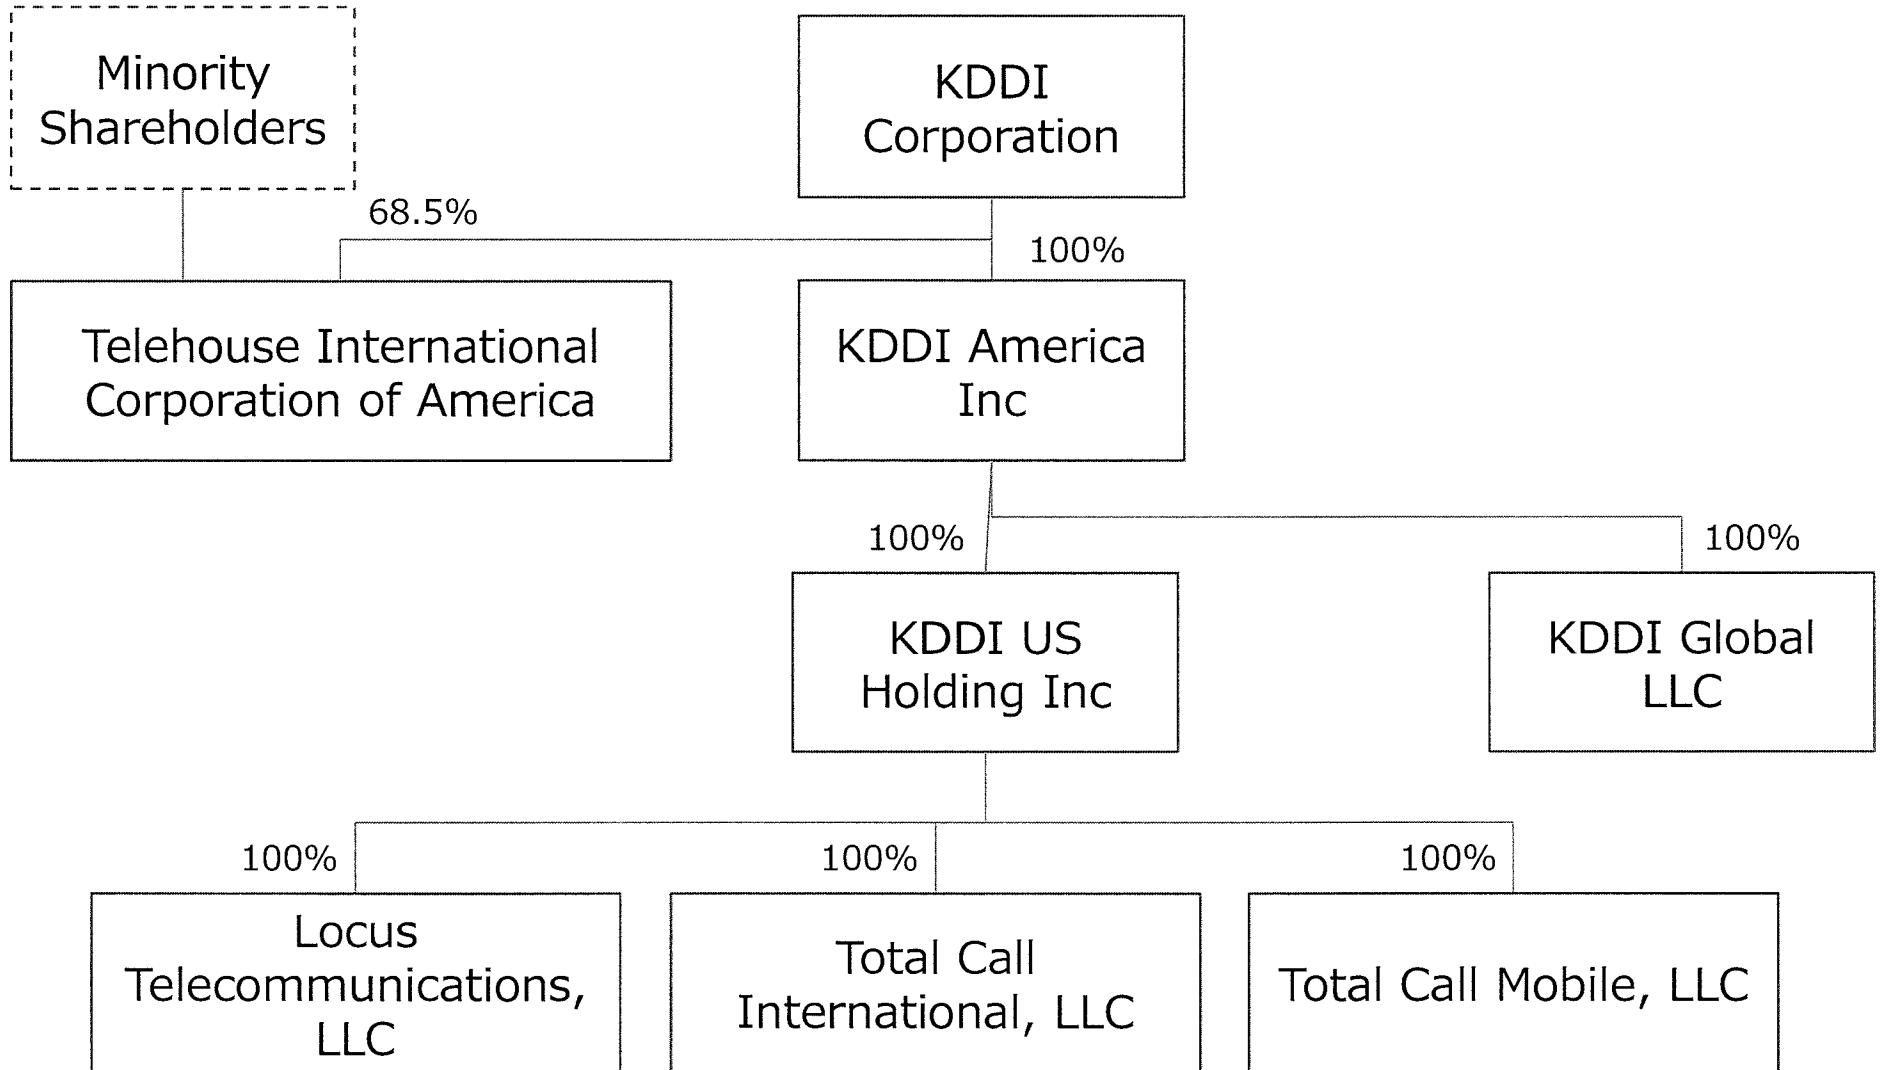 Minority
Shareholders
KDDI
Corporation
68.5%
100%
Telehouse International
Corporation of America
KDDI America
Inc
100%
100%
KDDI US
Holding Inc
KDDI Global
LLC
100%
100%
100%
Locus
Telecommunications,
LLC
Total Call
International, LLC
Total Call Mobile, LLC